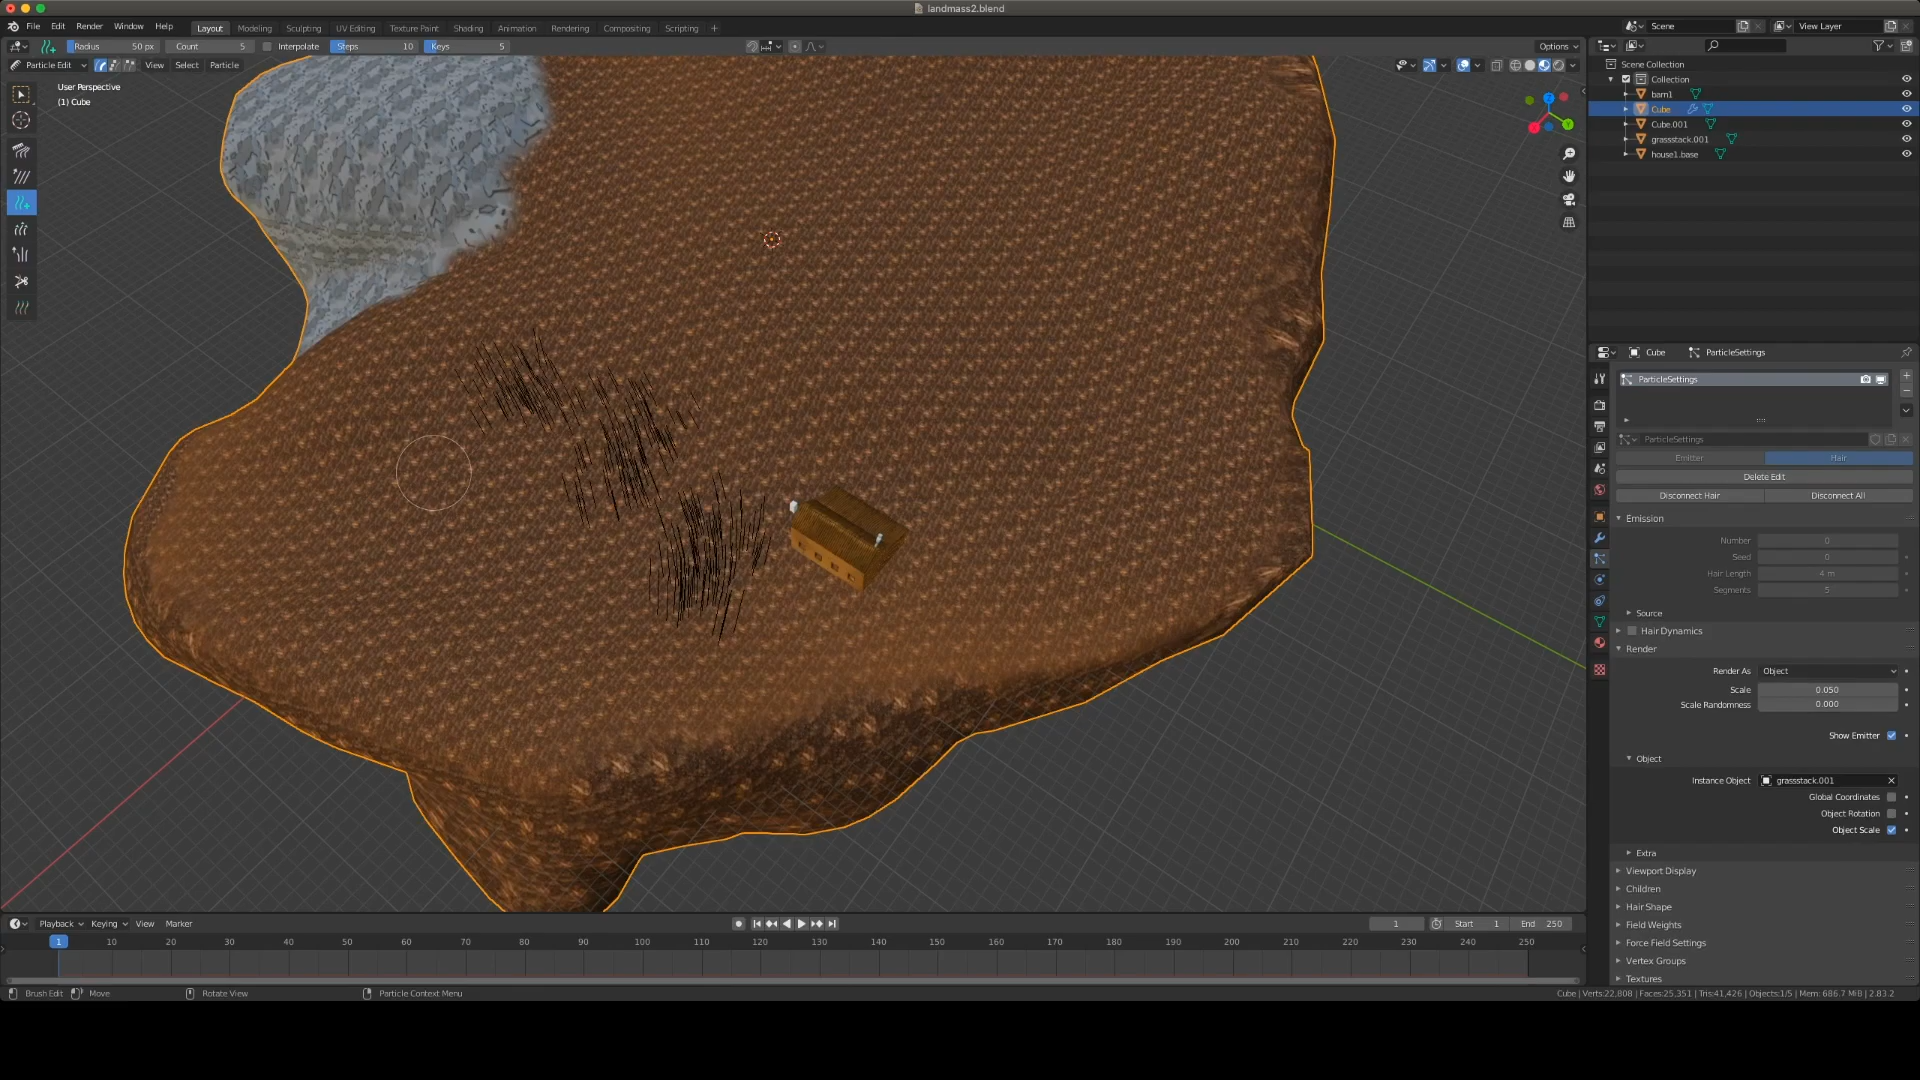 landmass2.blend
File Edit Render Window Help Layout Modeling Sculpting UV Editing Texture Paint Shading Animation Rendering Compositing Scripting + Scene View Layer
Radius 50 px Count 5 Interpolate Steps 10 Keys 5 Options
Particle Edit View Select Particle
User Perspective
(1) Cube
Scene Collection
Collection
barn1
Cube
Cube.001
grassstack.001
house1.base
Cube ParticleSettings
ParticleSettings
ParticleSettings
Emitter Hair
Delete Edit
Disconnect Hair Disconnect All
Emission
Number 0
Seed 0
Hair Length 4 m
Segments 5
Source
Hair Dynamics
Render
Render As Object
Scale 0.050
Scale Randomness 0.000
Show Emitter
Object
Instance Object grassstack.001
Global Coordinates
Object Rotation
Object Scale
Extra
Viewport Display
Children
Hair Shape
Field Weights
Force Field Settings
Vertex Groups
Textures
Playback Keying View Marker 1 Start 1 End 250
1 10 20 30 40 50 60 70 80 90 100 110 120 130 140 150 160 170 180 190 200 210 220 230 240 250
Brush Edit Move Rotate View Particle Context Menu Cube | Verts:22,808 | Faces:25,351 | Tris:41,426 | Objects:1/5 | Mem: 686.7 MiB | 2.83.2